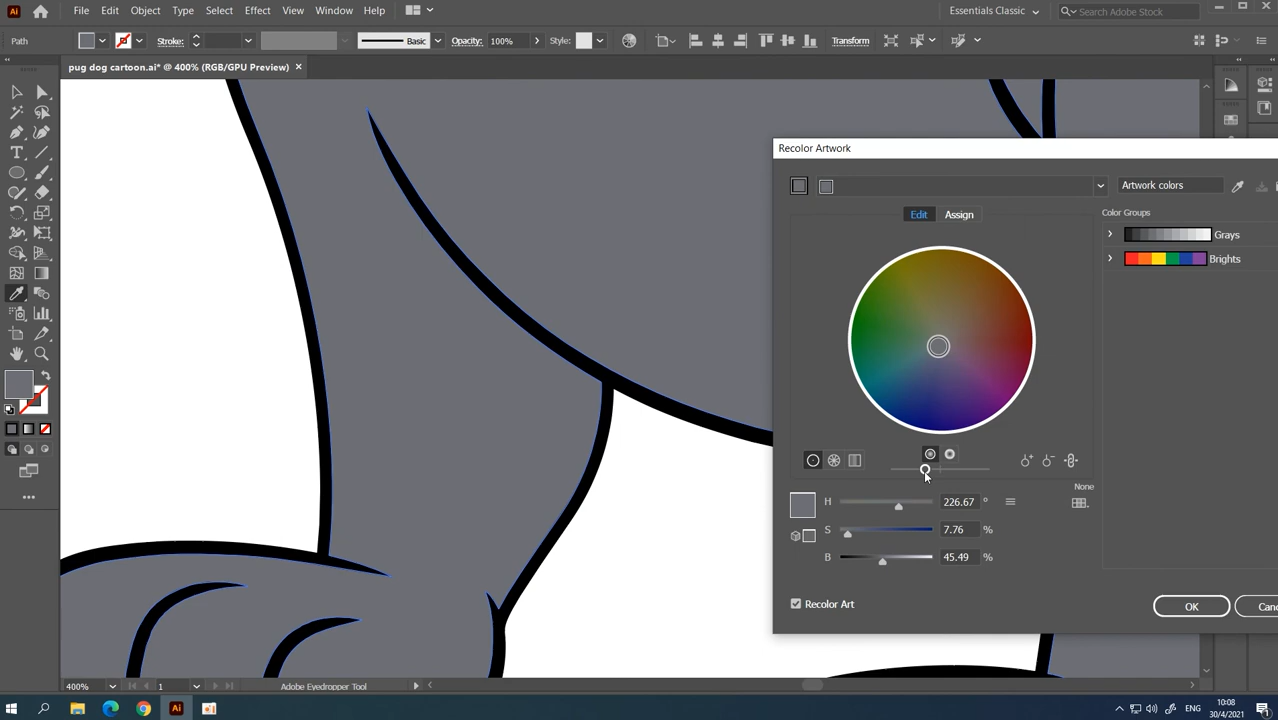 Ai File Edit Object Type Select Effect View Window Help Essentials Classic Search Adobe Stock
Path Stroke: Basic Opacity: 100% Style: Transform
pug dog cartoon.ai* @ 400% (RGB/GPU Preview)
Recolor Artwork
Artwork colors
Edit Assign
Color Groups
Grays
Brights
None
H 226.67 °
S 7.76 %
B 45.49 %
Recolor Art
OK
400% 1 Adobe Eyedropper Tool
Ai ENG
10:08
30/4/2021